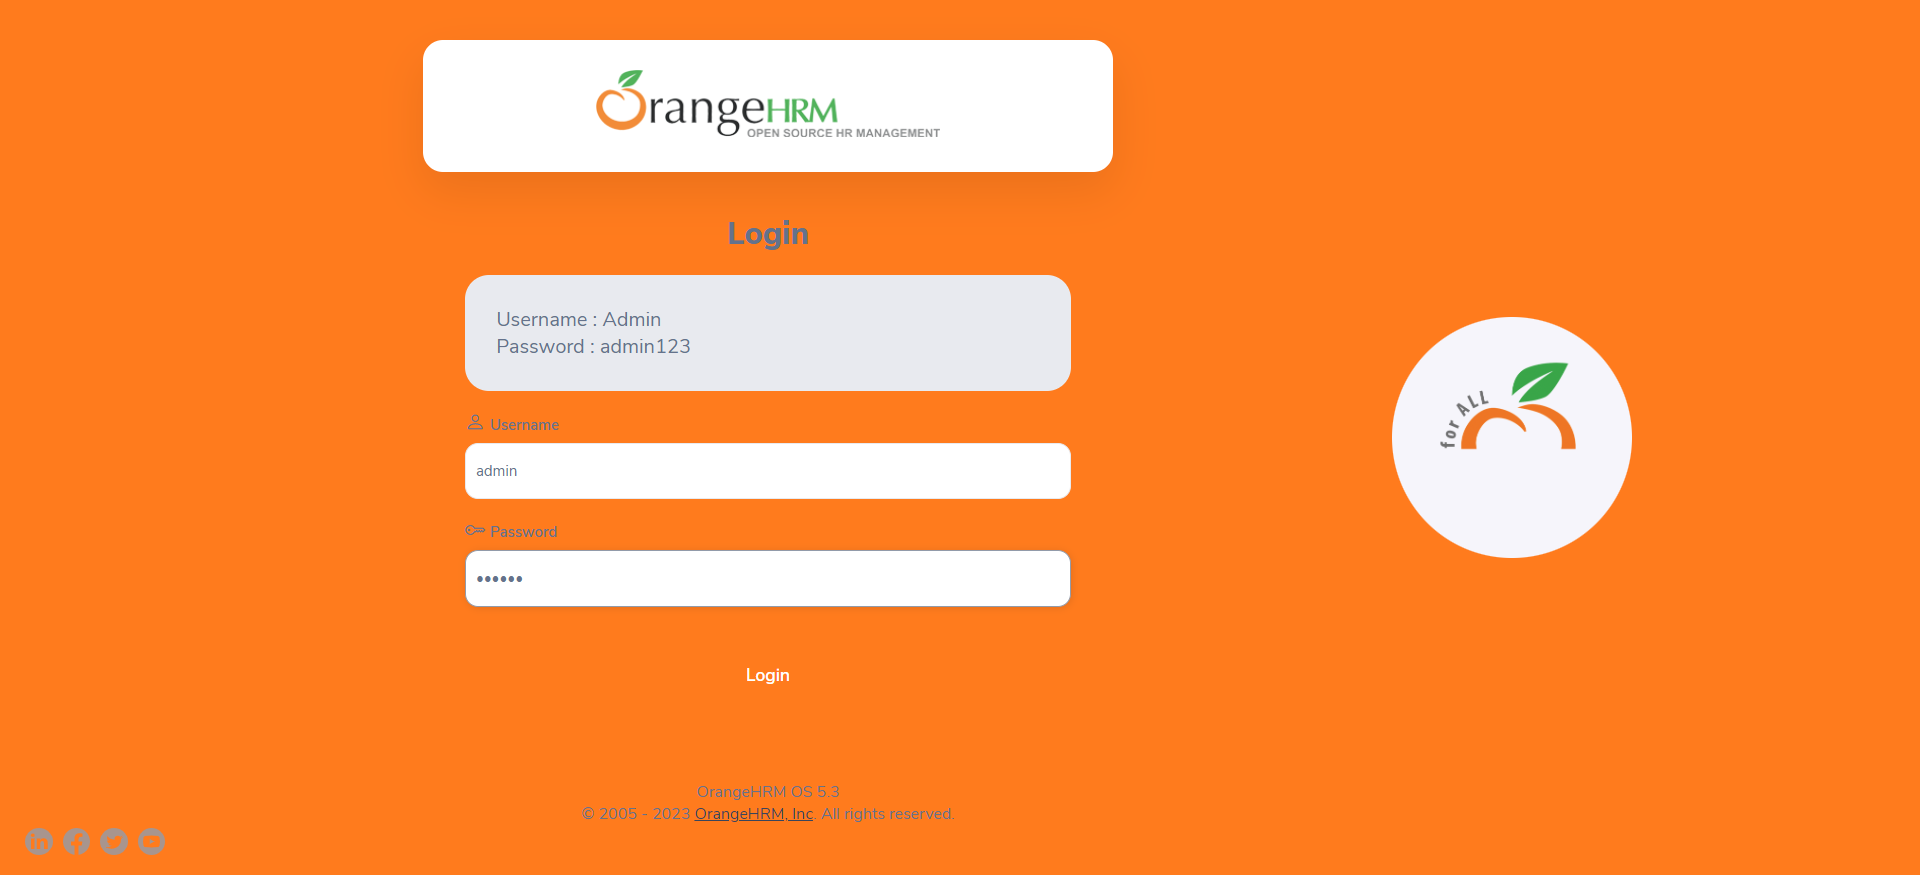 OrangeHRM
OPEN SOURCE HR MANAGEMENT
Login
Username : Admin
Password : admin123
Username
admin
Password
••••••
Login
for ALL
OrangeHRM OS 5.3
© 2005 - 2023 OrangeHRM, Inc. All rights reserved.